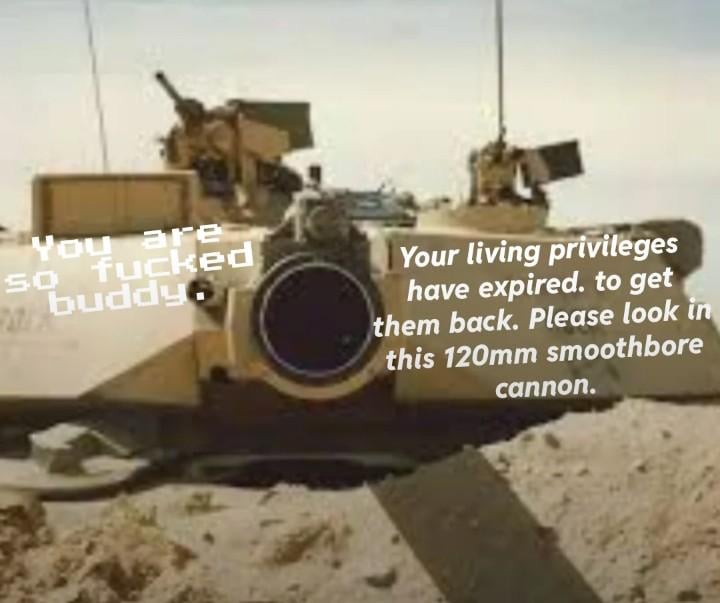 You are
so fucked
buddy.
Your living privileges
have expired. to get
them back. Please look in
this 120mm smoothbore
cannon.